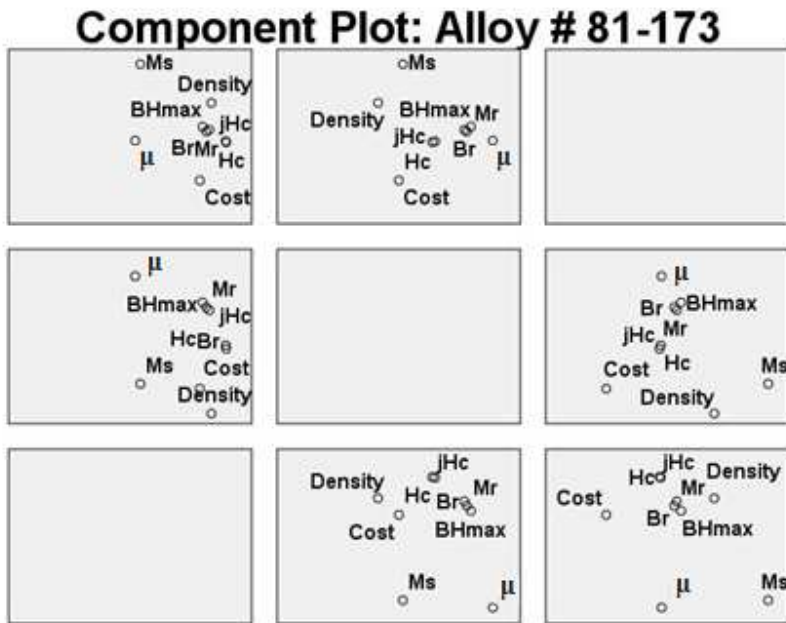 Component Plot: Alloy # 81-173
Ms
Density
BHmax
jHc
BrMr
Hc
μ
Cost
Ms
Density
BHmax
Mr
jHc
Br
Hc
μ
Cost
μ
Mr
BHmax
jHc
HcBr
Ms
Cost
Density
μ
Br
BHmax
Mr
jHc
Hc
Cost
Ms
Density
jHc
Density
Hc
Mr
Br
Cost
BHmax
Ms
μ
jHc
Hc
Density
Mr
Cost
Br
BHmax
μ
Ms